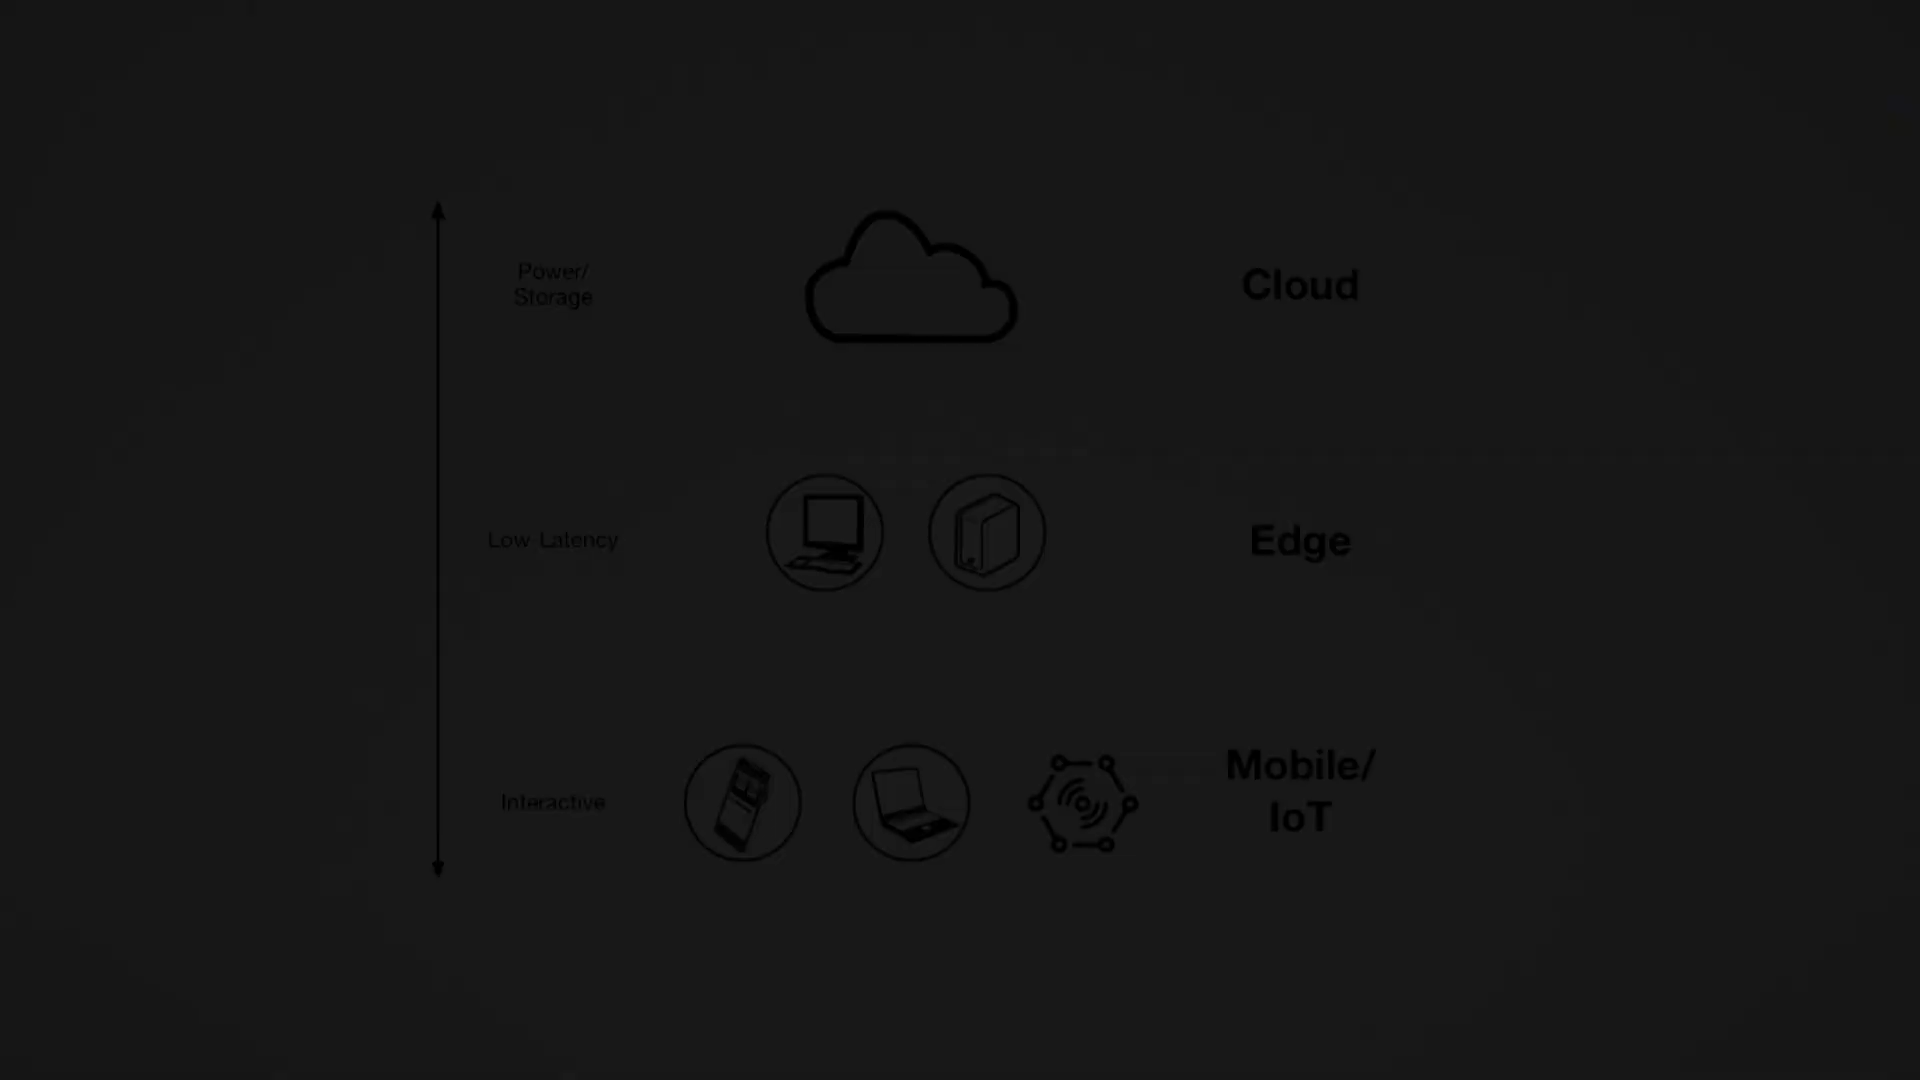 Power/
Storage
Cloud
Low Latency
Edge
Interactive
Mobile/
IoT